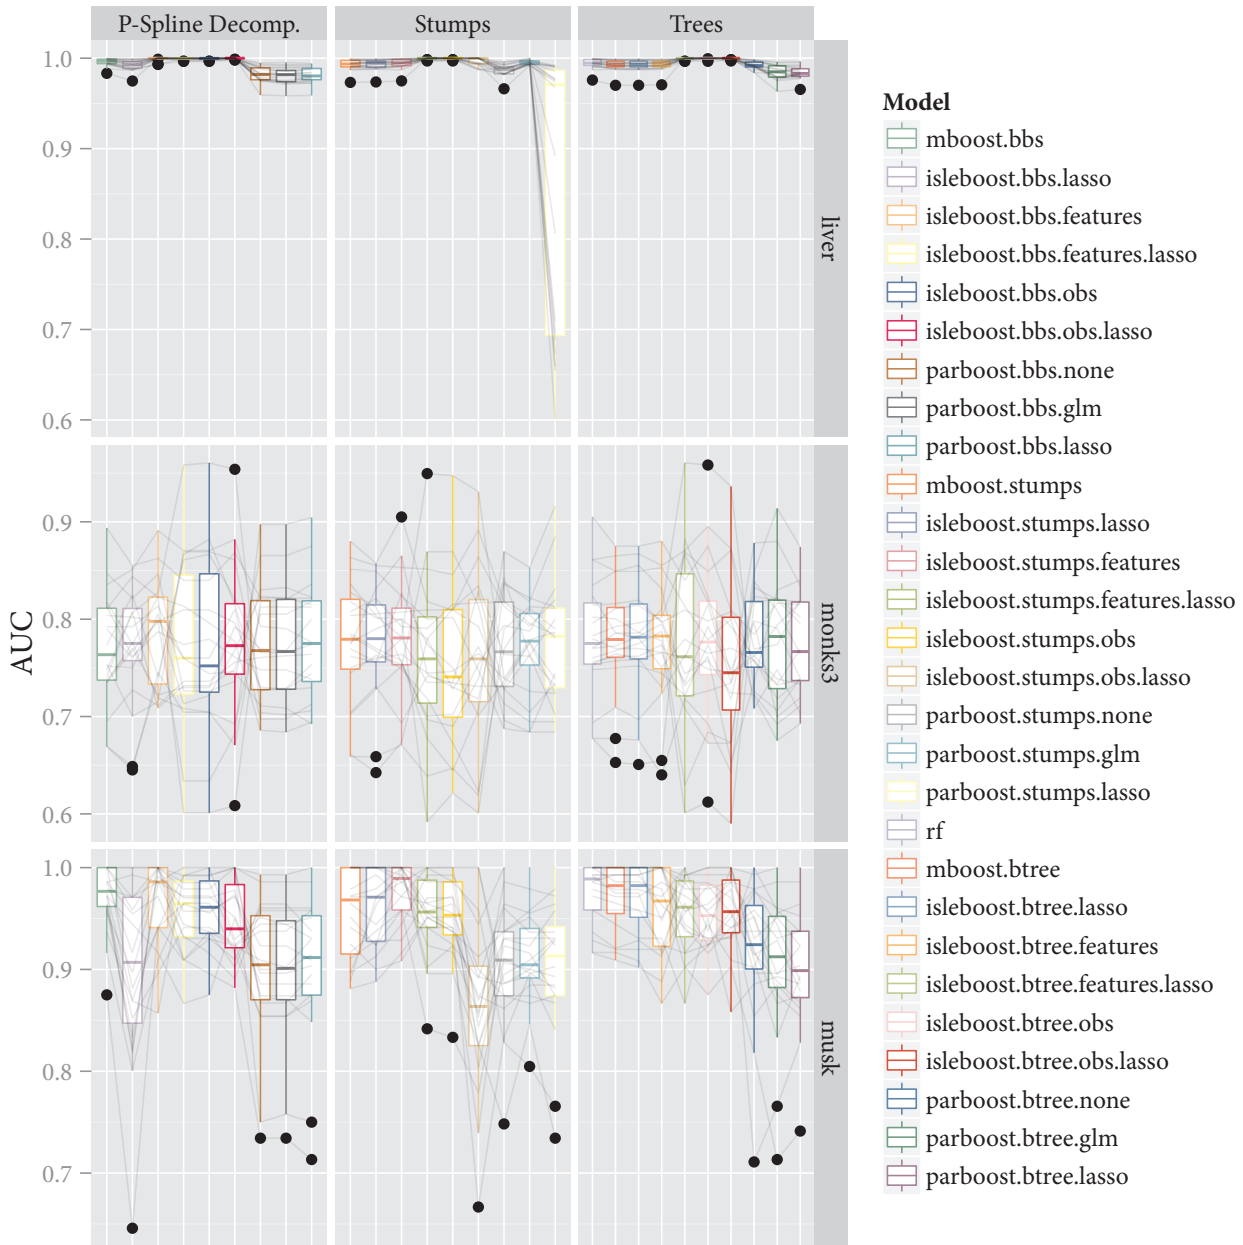 P-Spline Decomp.
Stumps
Trees
1.0
0.9
0.8
0.7
0.6
liver
0.9
0.8
0.7
0.6
monks3
1.0
0.9
0.8
0.7
musk
AUC
Model
mboost.bbs
isleboost.bbs.lasso
isleboost.bbs.features
isleboost.bbs.features.lasso
isleboost.bbs.obs
isleboost.bbs.obs.lasso
parboost.bbs.none
parboost.bbs.glm
parboost.bbs.lasso
mboost.stumps
isleboost.stumps.lasso
isleboost.stumps.features
isleboost.stumps.features.lasso
isleboost.stumps.obs
isleboost.stumps.obs.lasso
parboost.stumps.none
parboost.stumps.glm
parboost.stumps.lasso
rf
mboost.btree
isleboost.btree.lasso
isleboost.btree.features
isleboost.btree.features.lasso
isleboost.btree.obs
isleboost.btree.obs.lasso
parboost.btree.none
parboost.btree.glm
parboost.btree.lasso